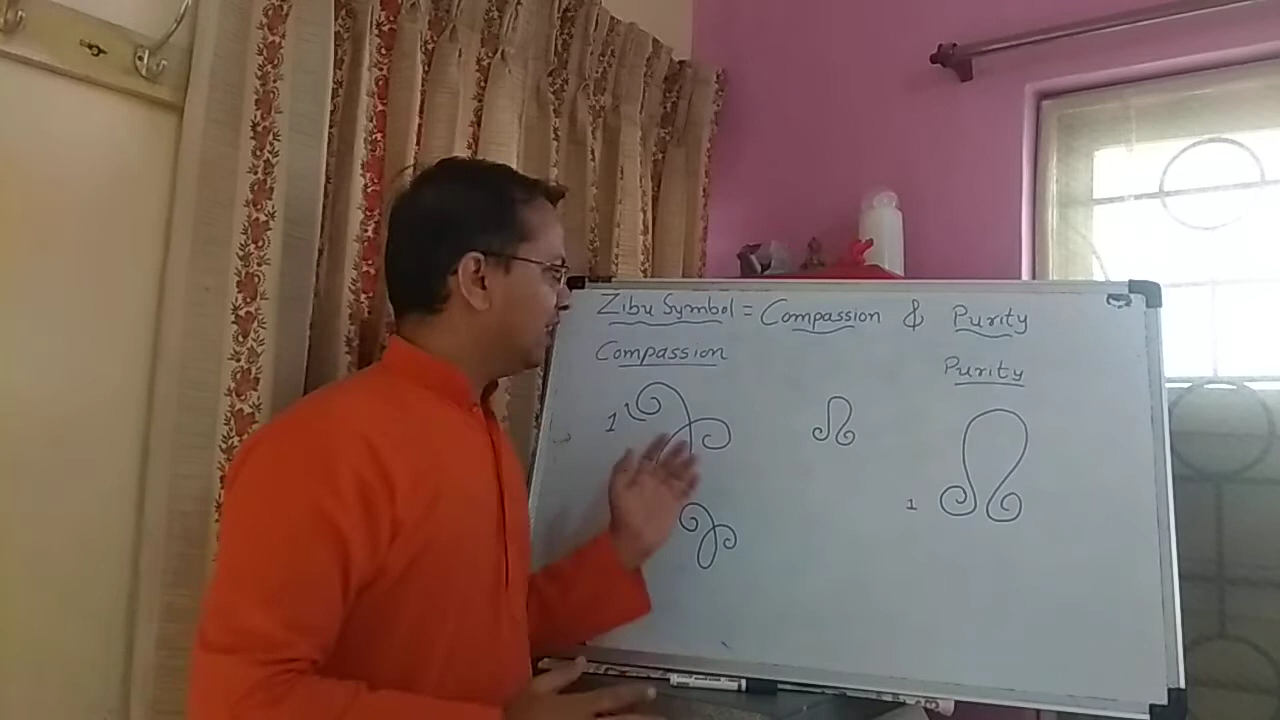 Zibu Symbol = Compassion & Purity
Compassion
Purity
1
1